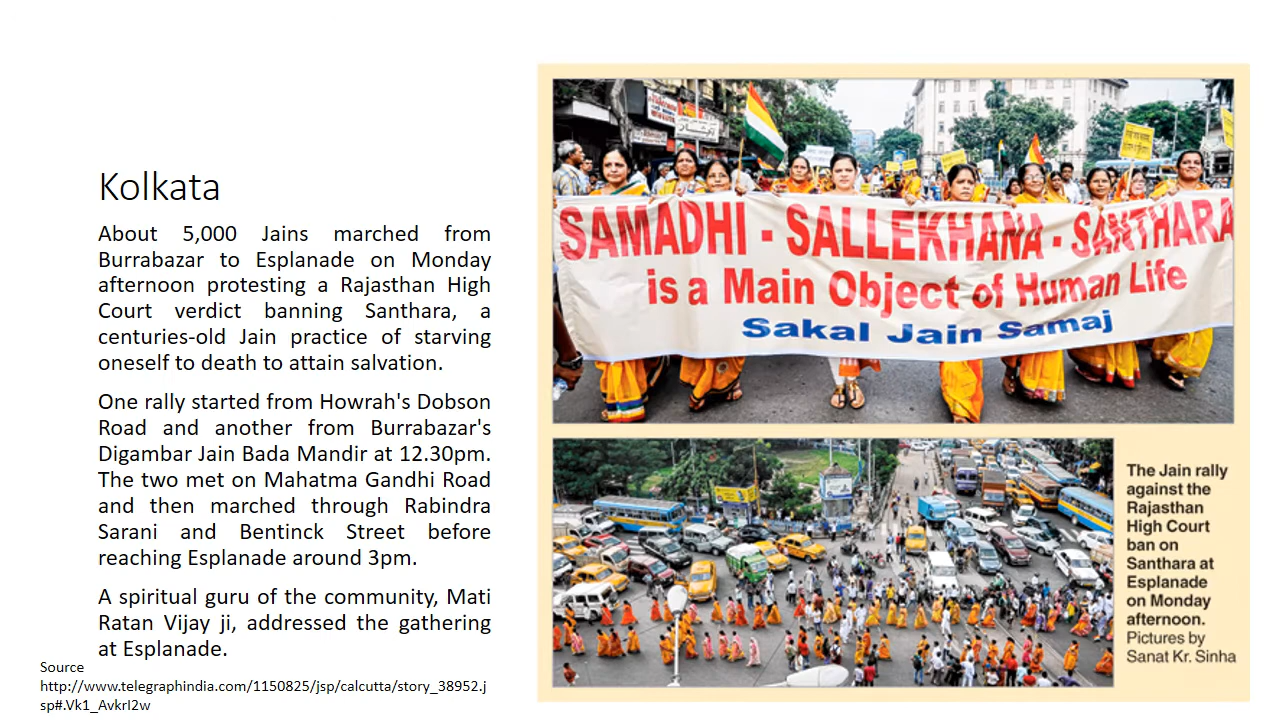 Kolkata
About 5,000 Jains marched from
Burrabazar to Esplanade on Monday
afternoon protesting a Rajasthan High
Court verdict banning Santhara, a
centuries-old Jain practice of starving
oneself to death to attain salvation.
One rally started from Howrah's Dobson
Road and another from Burrabazar's
Digambar Jain Bada Mandir at 12.30pm.
The two met on Mahatma Gandhi Road
and then marched through Rabindra
Sarani and Bentinck Street before
reaching Esplanade around 3pm.
A spiritual guru of the community, Mati
Ratan Vijay ji, addressed the gathering
at Esplanade.
Source
http://www.telegraphindia.com/1150825/jsp/calcutta/story_38952.j
sp#.Vk1_AvkrI2w
SAMADHI - SALLEKHANA - SANTHARA
is a Main Object of Human Life
Sakal Jain Samaj
The Jain rally
against the
Rajasthan
High Court
ban on
Santhara at
Esplanade
on Monday
afternoon.
Pictures by
Sanat Kr. Sinha